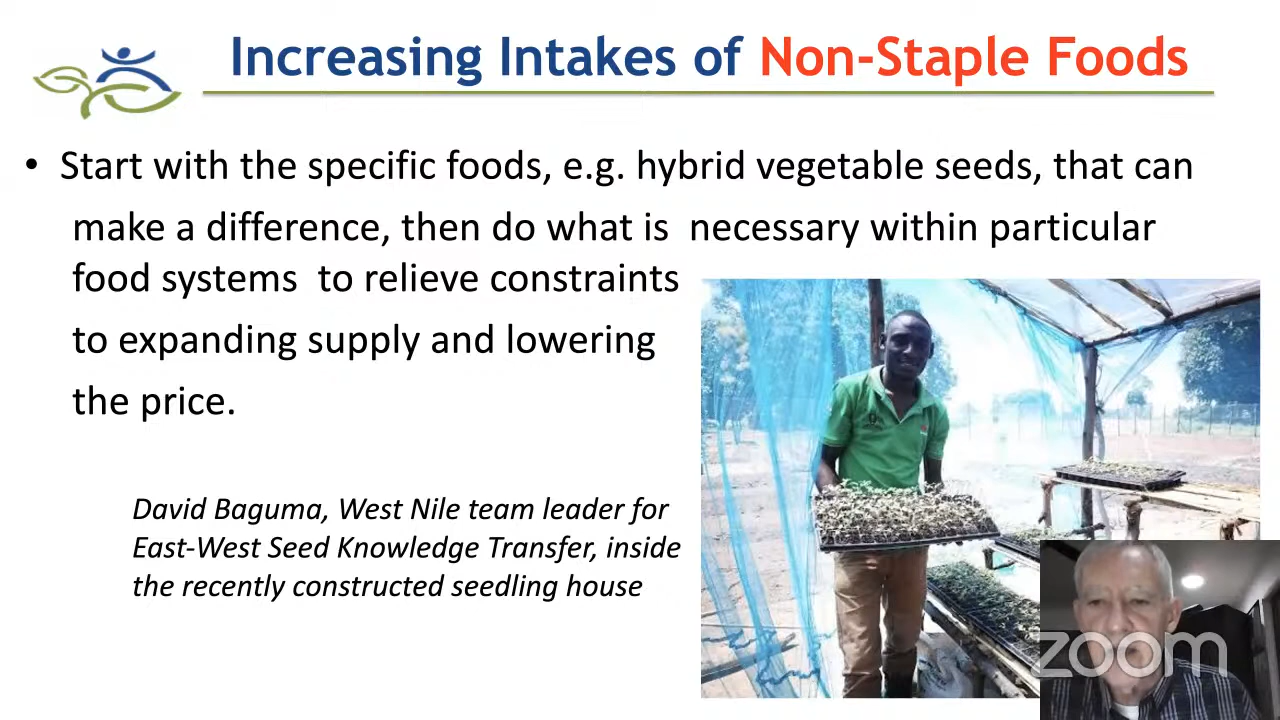 Increasing Intakes of Non-Staple Foods
• Start with the specific foods, e.g. hybrid vegetable seeds, that can
make a difference, then do what is  necessary within particular
food systems  to relieve constraints
to expanding supply and lowering
the price.
David Baguma, West Nile team leader for
East-West Seed Knowledge Transfer, inside
the recently constructed seedling house
zoom